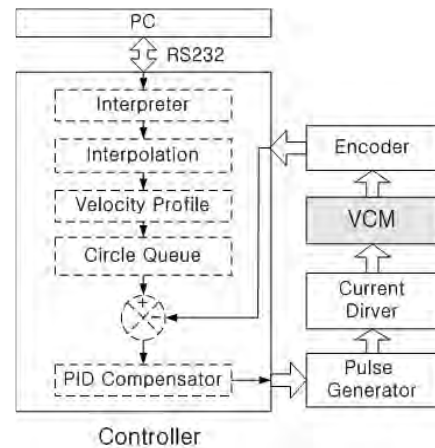 PC
RS232
Interpreter
Interpolation
Velocity Profile
Circle Queue
+
-
PID Compensator
Controller
Encoder
VCM
Current
Dirver
Pulse
Generator